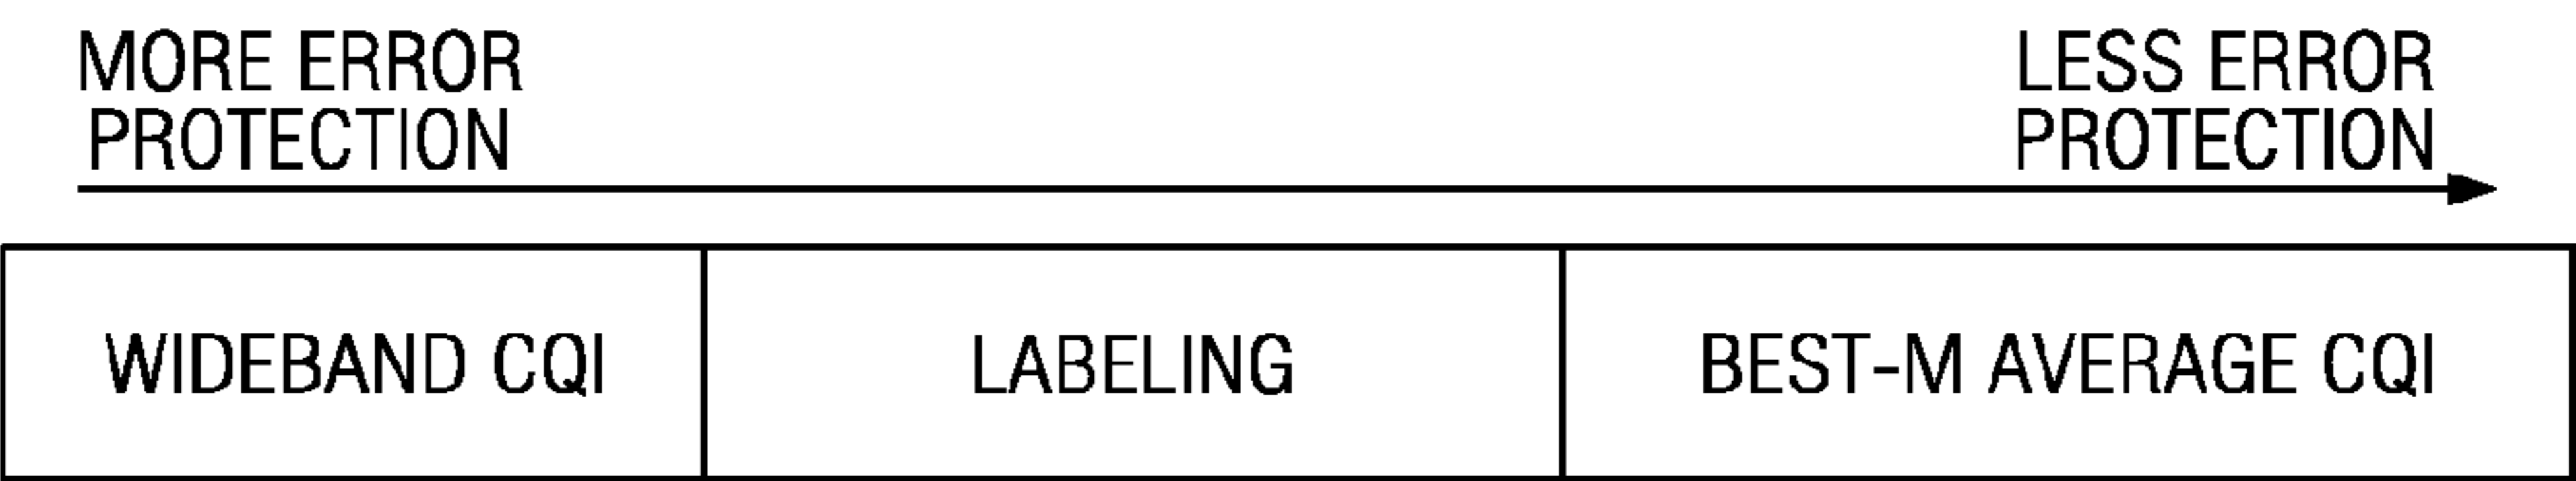 MORE ERROR
PROTECTION
LESS ERROR
PROTECTION
WIDEBAND CQI
LABELING
BEST-M AVERAGE CQI